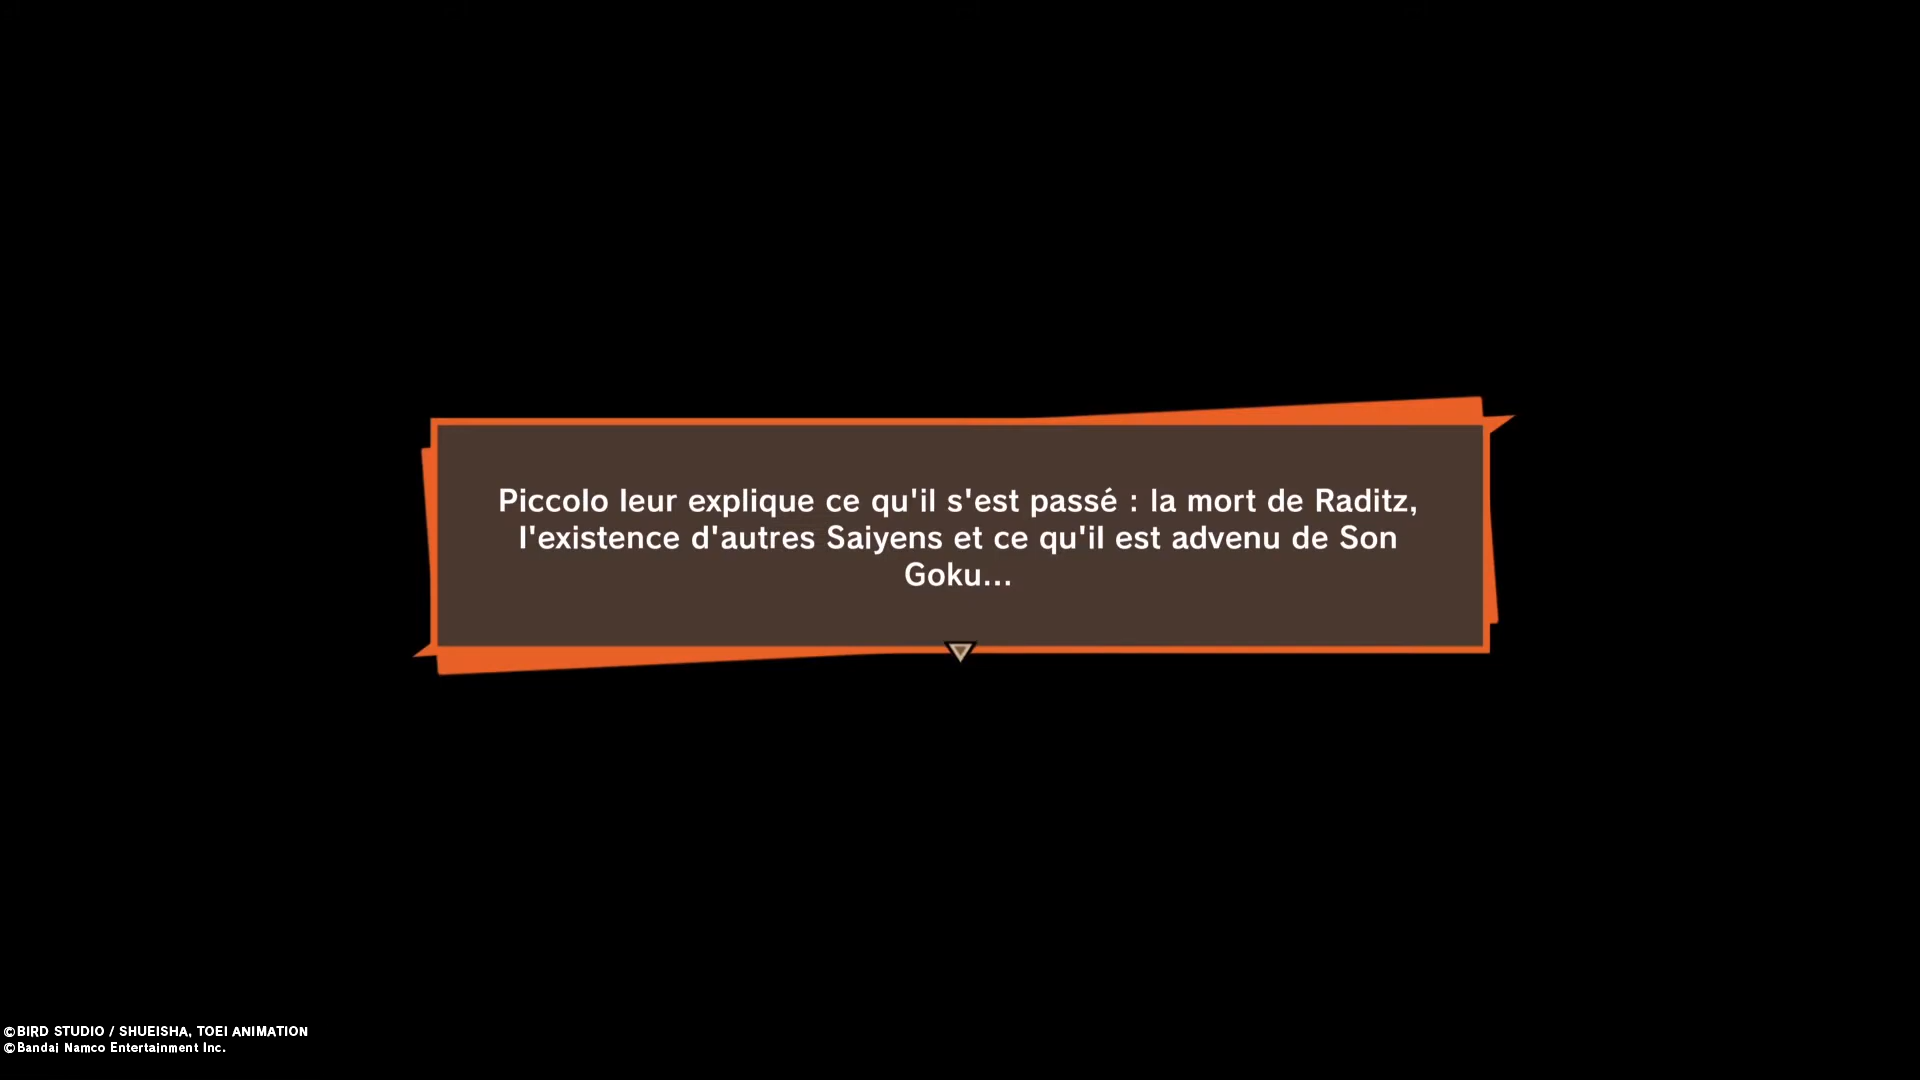 Piccolo leur explique ce qu'il s'est passé : la mort de Raditz,
l'existence d'autres Saiyens et ce qu'il est advenu de Son
Goku...
©BIRD STUDIO / SHUEISHA, TOEI ANIMATION
©Bandai Namco Entertainment Inc.